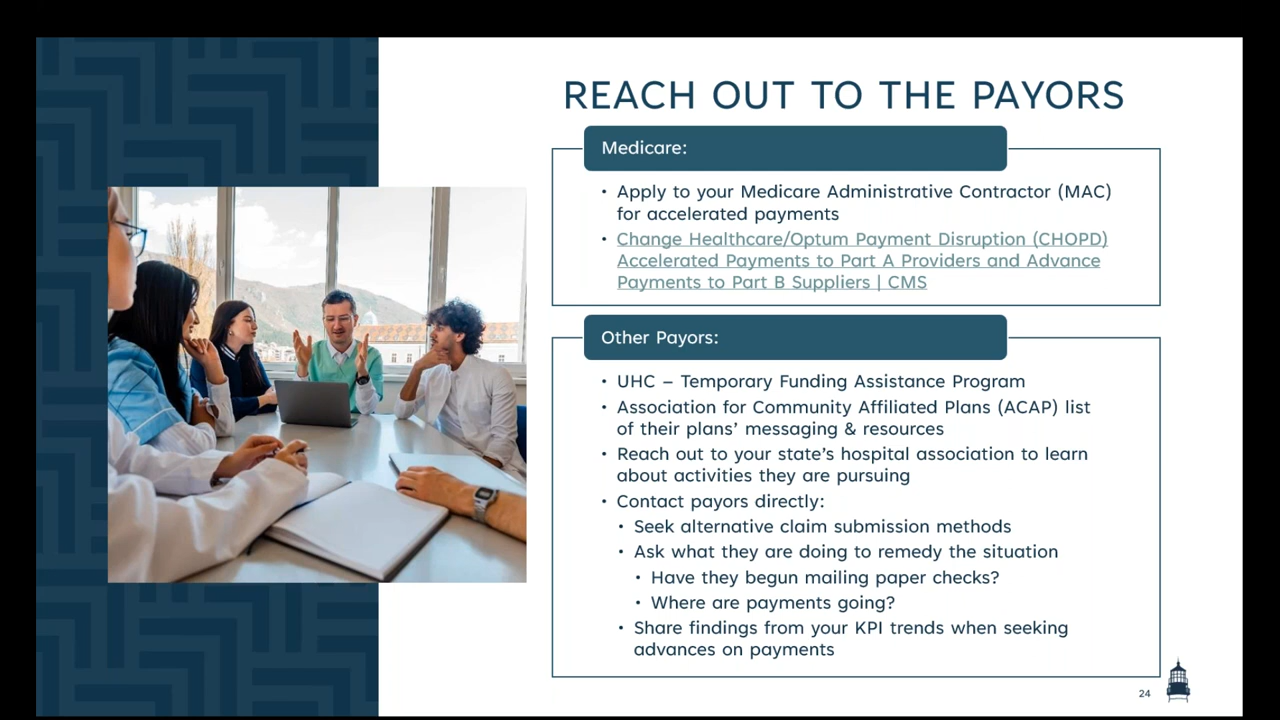 REACH OUT TO THE PAYORS
Medicare:
• Apply to your Medicare Administrative Contractor (MAC)
for accelerated payments
• Change Healthcare/Optum Payment Disruption (CHOPD)
Accelerated Payments to Part A Providers and Advance
Payments to Part B Suppliers | CMS
Other Payors:
• UHC – Temporary Funding Assistance Program
• Association for Community Affiliated Plans (ACAP) list
of their plans’ messaging & resources
• Reach out to your state’s hospital association to learn
about activities they are pursuing
• Contact payors directly:
• Seek alternative claim submission methods
• Ask what they are doing to remedy the situation
• Have they begun mailing paper checks?
• Where are payments going?
• Share findings from your KPI trends when seeking
advances on payments
24